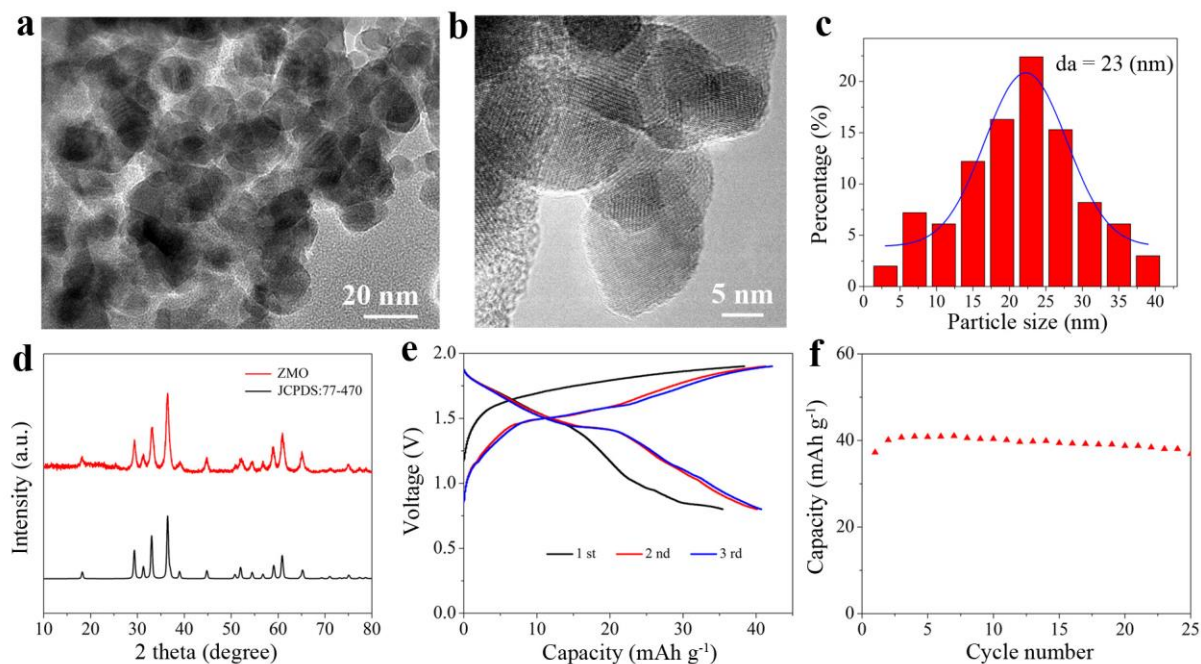 a
20 nm
b
5 nm
c
da = 23 (nm)
Percentage (%)
20
15
10
5
0
0 5 10 15 20 25 30 35 40
Particle size (nm)
d
ZMO
JCPDS:77-470
Intensity (a.u.)
10 20 30 40 50 60 70 80
2 theta (degree)
e
Voltage (V)
2.0
1.6
1.2
0.8
0.4
0.0
1 st 2 nd 3 rd
0 10 20 30 40
Capacity (mAh g⁻¹)
f
Capacity (mAh g⁻¹)
60
40
20
0
0 5 10 15 20 25
Cycle number